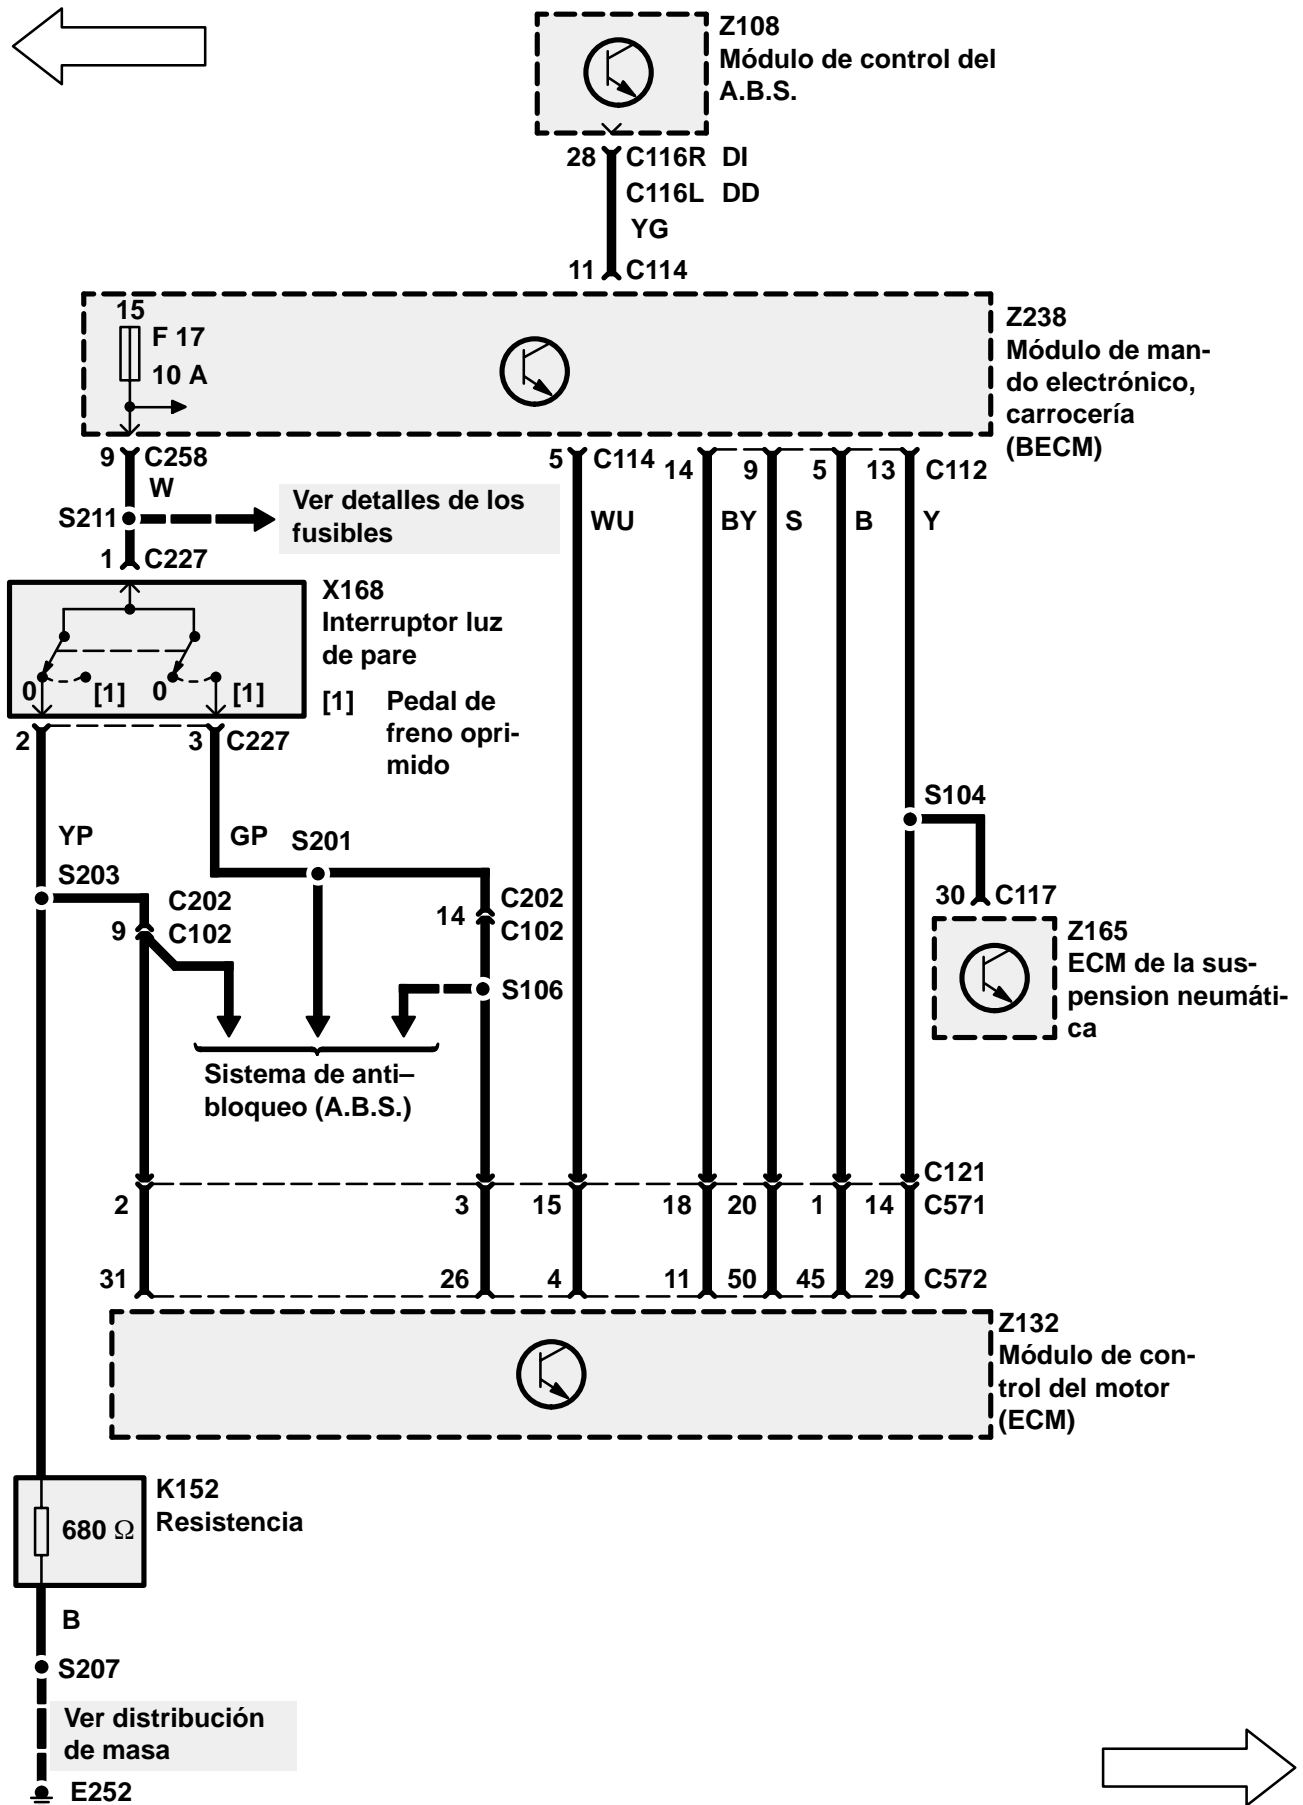 Z108
Módulo de control del
A.B.S.
28 C116R DI
C116L DD
YG
11 C114
15
F 17
10 A
Z238
Módulo de man-
do electrónico,
carrocería
(BECM)
9 C258
W
S211
Ver detalles de los
fusibles
1 C227
5 C114 14 9 5 13 C112
WU BY S B Y
X168
Interruptor luz
de pare
0 [1] 0 [1]
[1] Pedal de
freno opri-
mido
2 3 C227
YP GP S201
S203
C202
9 C102
14 C202
C102
S106
S104
30 C117
Z165
ECM de la sus-
pension neumáti-
ca
Sistema de anti–
bloqueo (A.B.S.)
C121
2 3 15 18 20 1 14 C571
31 26 4 11 50 45 29 C572
Z132
Módulo de con-
trol del motor
(ECM)
K152
Resistencia
680 Ω
B
S207
Ver distribución
de masa
E252